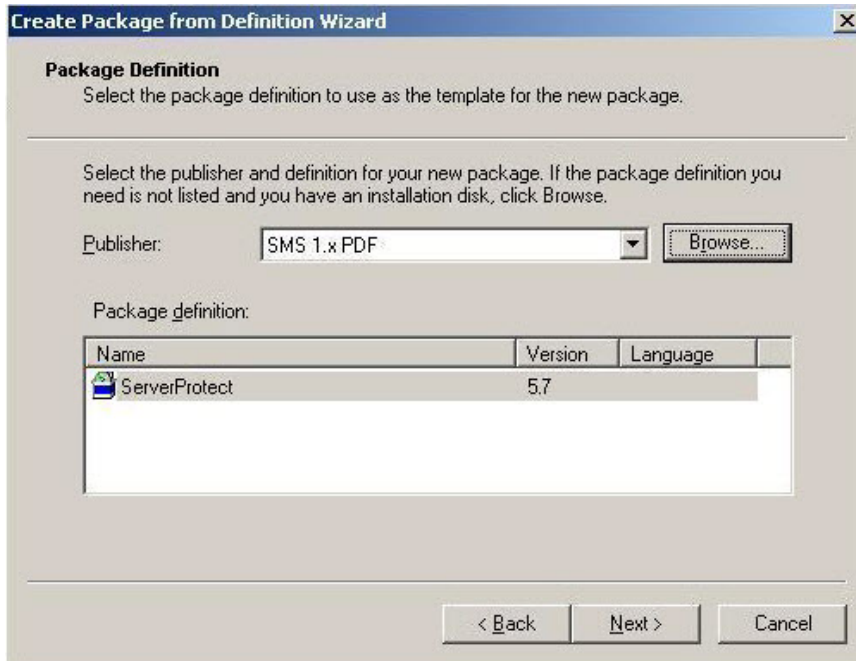 Create Package from Definition Wizard
Package Definition
Select the package definition to use as the template for the new package.
Select the publisher and definition for your new package. If the package definition you
need is not listed and you have an installation disk, click Browse.
Publisher: SMS 1.x PDF Browse...
Package definition:
Name Version Language
ServerProtect 5.7
< Back Next > Cancel